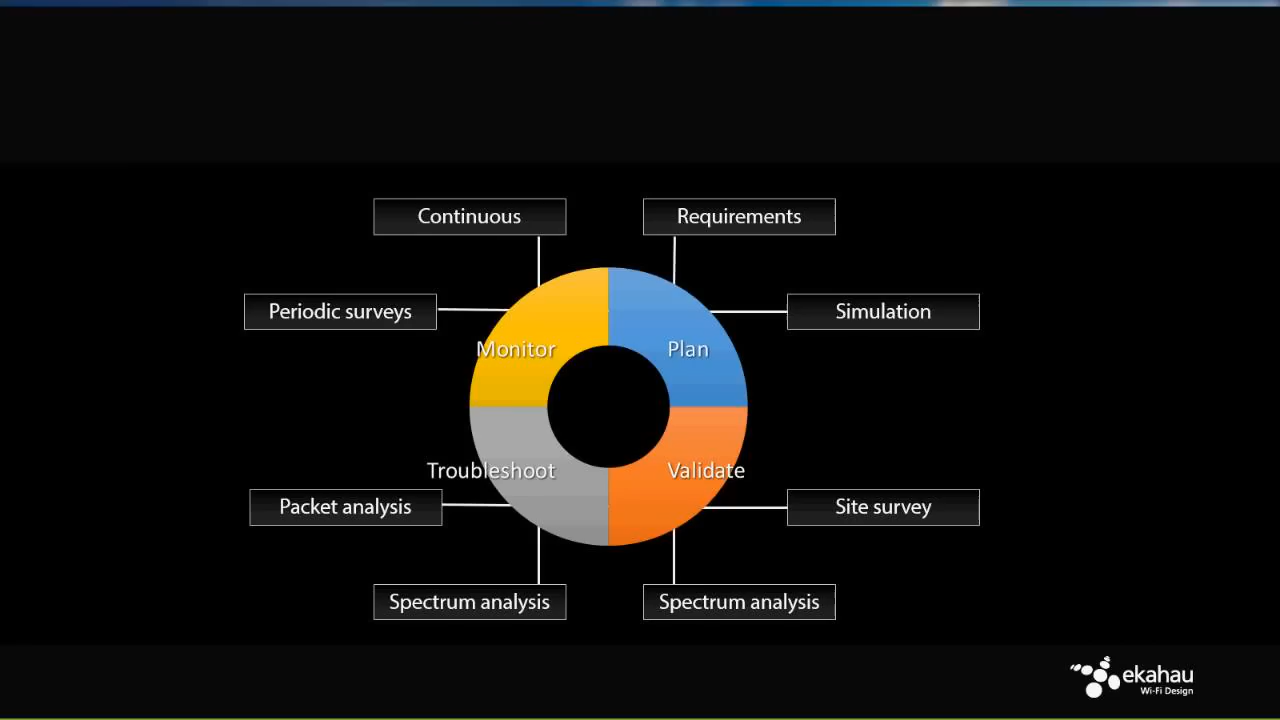 Continuous
Requirements
Periodic surveys
Simulation
Monitor
Plan
Troubleshoot
Validate
Packet analysis
Site survey
Spectrum analysis
Spectrum analysis
ekahau
Wi-Fi Design